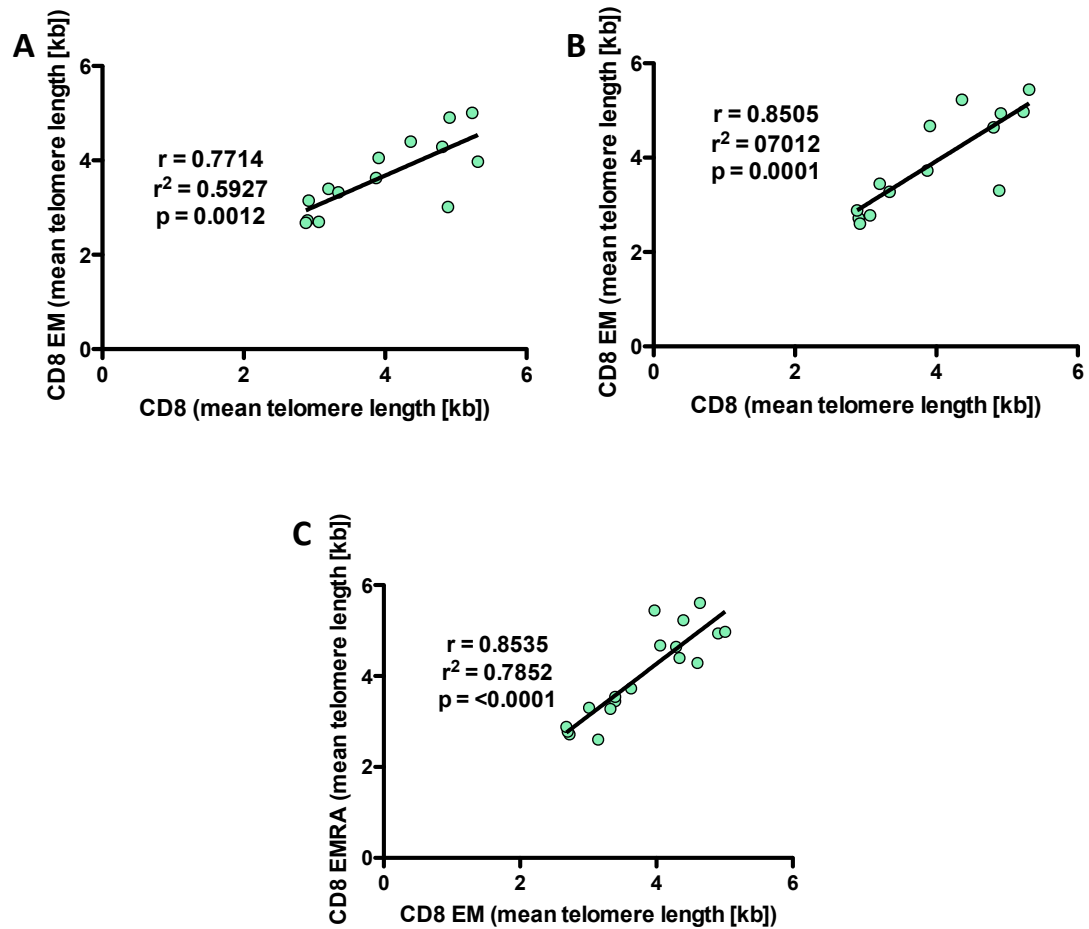 A
CD8 EM (mean telomere length [kb])
6
4
2
0
r = 0.7714
r² = 0.5927
p = 0.0012
0 2 4 6
CD8 (mean telomere length [kb])
B
CD8 EM (mean telomere length [kb])
6
4
2
0
r = 0.8505
r² = 07012
p = 0.0001
0 2 4 6
CD8 (mean telomere length [kb])
C
CD8 EMRA (mean telomere length [kb])
6
4
2
0
r = 0.8535
r² = 0.7852
p = <0.0001
0 2 4 6
CD8 EM (mean telomere length [kb])